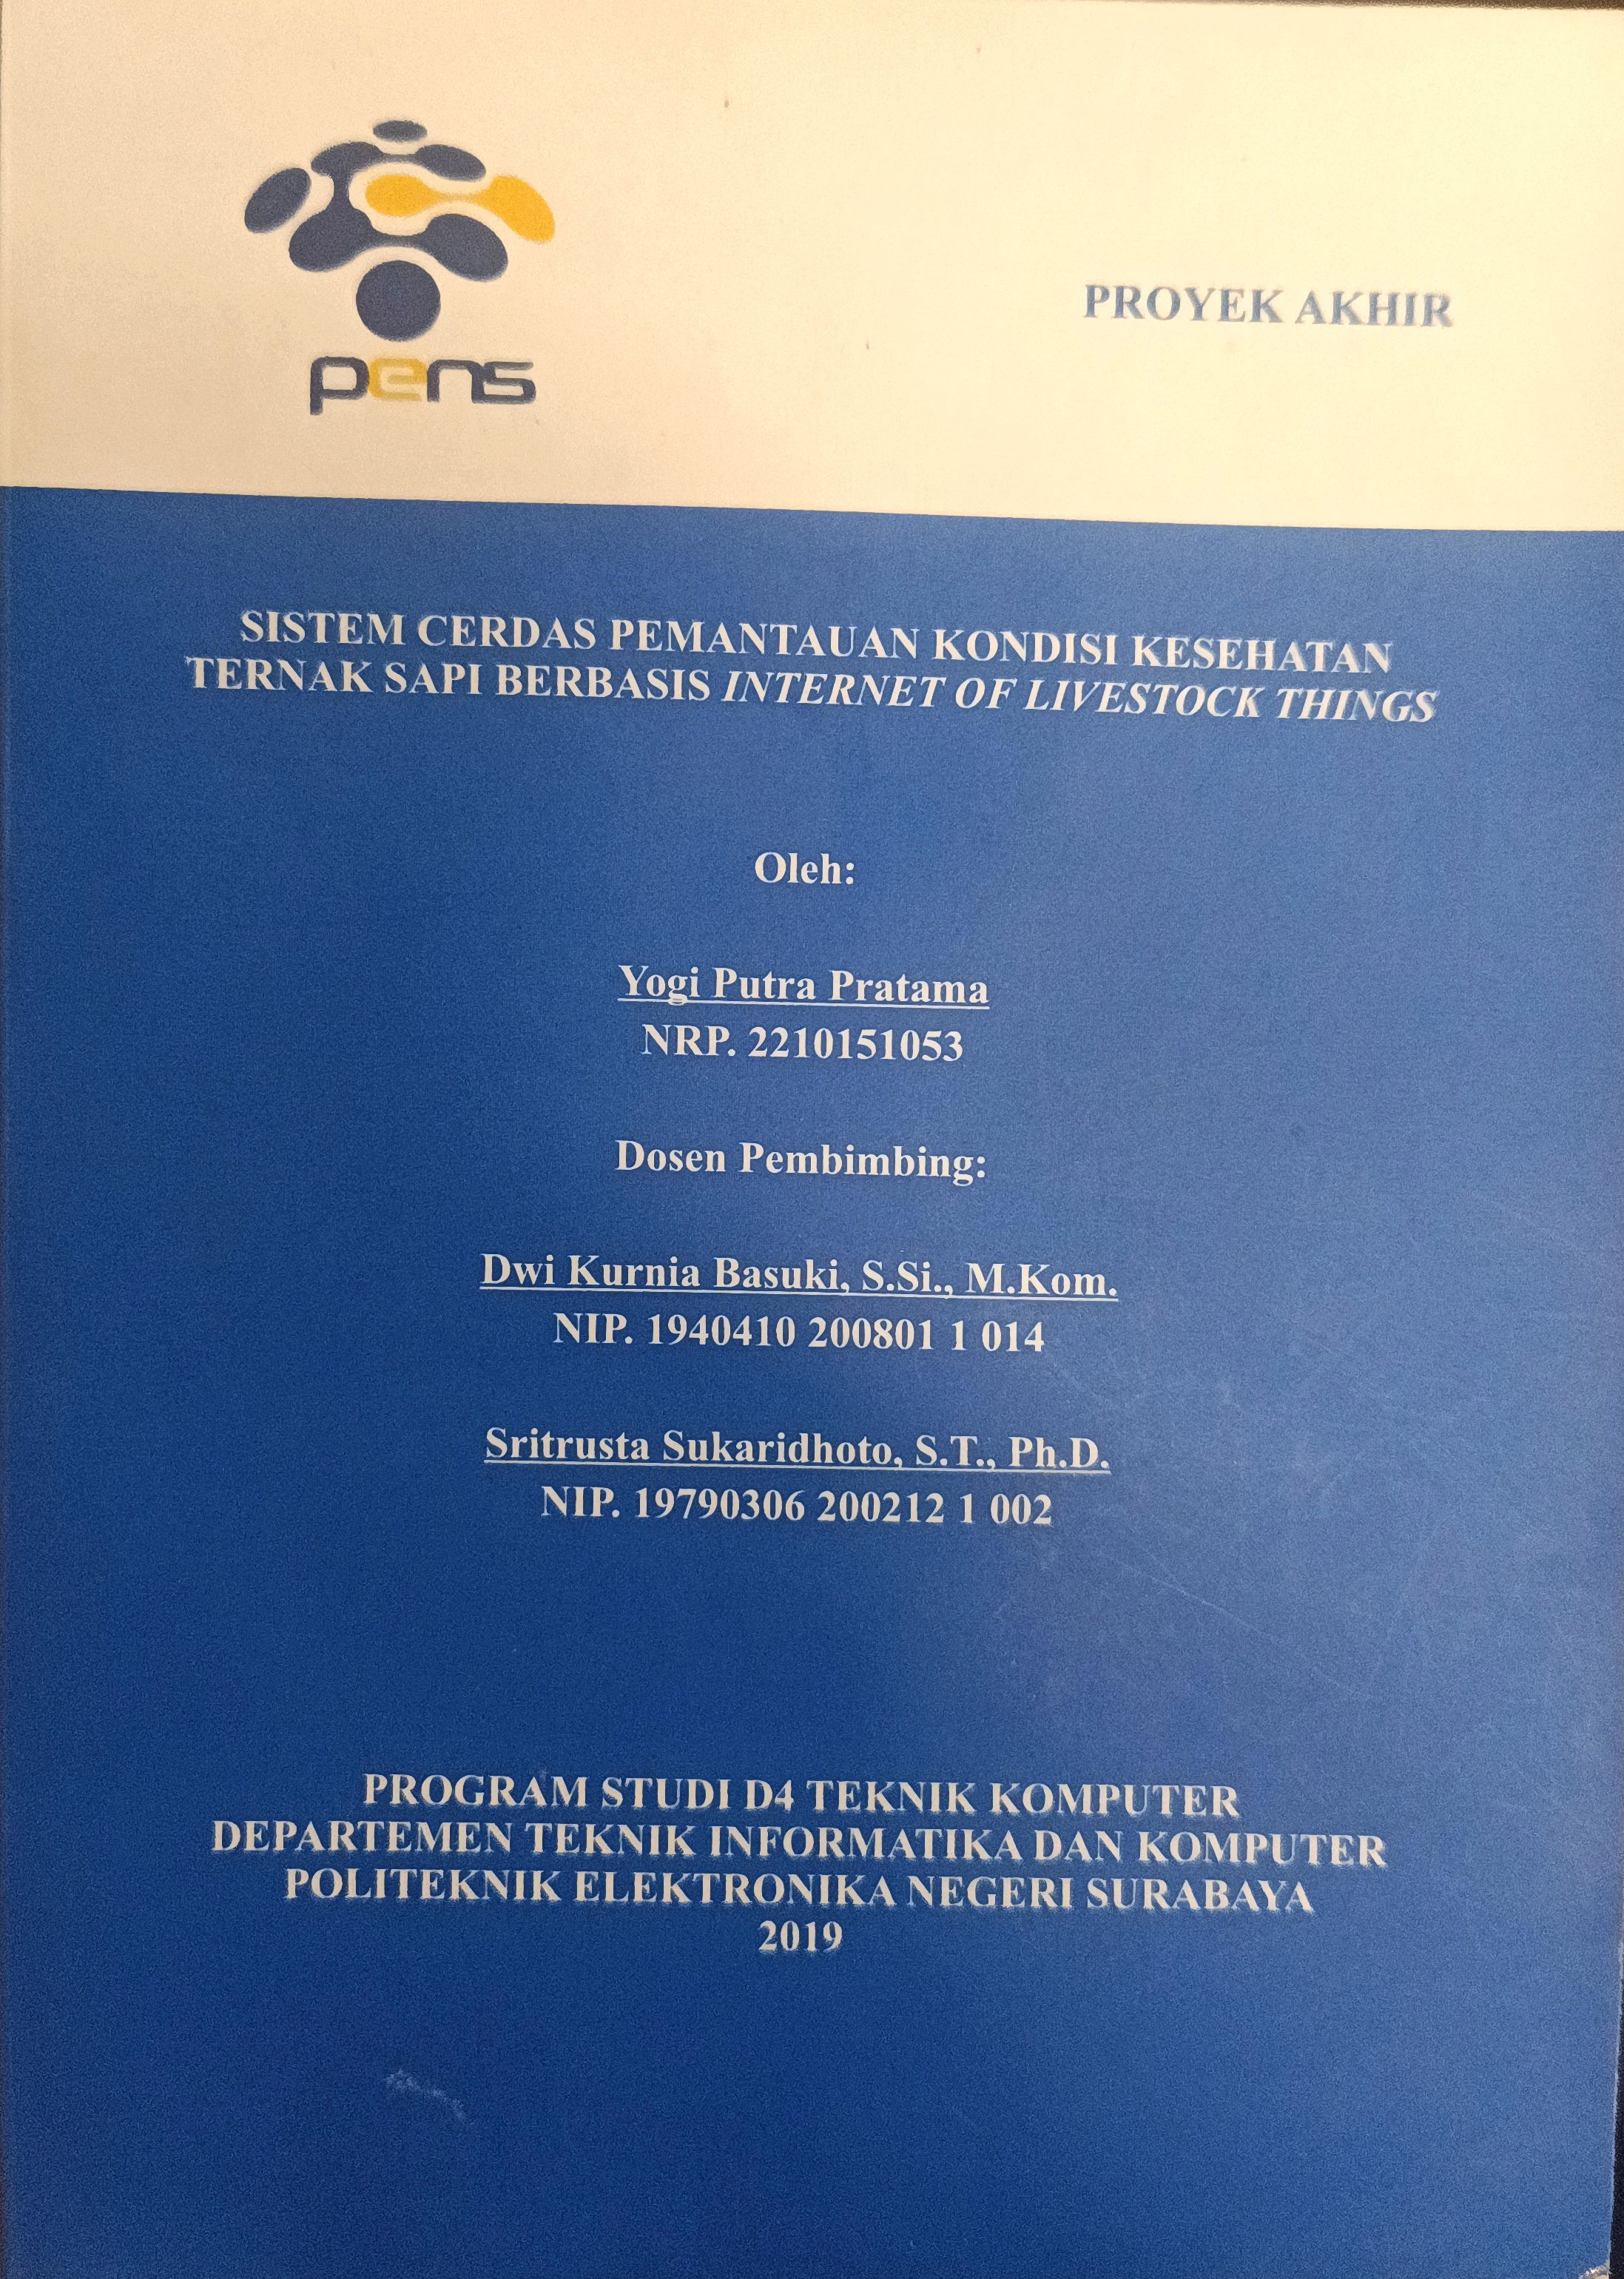 pens
PROYEK AKHIR
SISTEM CERDAS PEMANTAUAN KONDISI KESEHATAN
TERNAK SAPI BERBASIS INTERNET OF LIVESTOCK THINGS
Oleh:
Yogi Putra Pratama
NRP. 2210151053
Dosen Pembimbing:
Dwi Kurnia Basuki, S.Si., M.Kom.
NIP. 1940410 200801 1 014
Sritrusta Sukaridhoto, S.T., Ph.D.
NIP. 19790306 200212 1 002
PROGRAM STUDI D4 TEKNIK KOMPUTER
DEPARTEMEN TEKNIK INFORMATIKA DAN KOMPUTER
POLITEKNIK ELEKTRONIKA NEGERI SURABAYA
2019